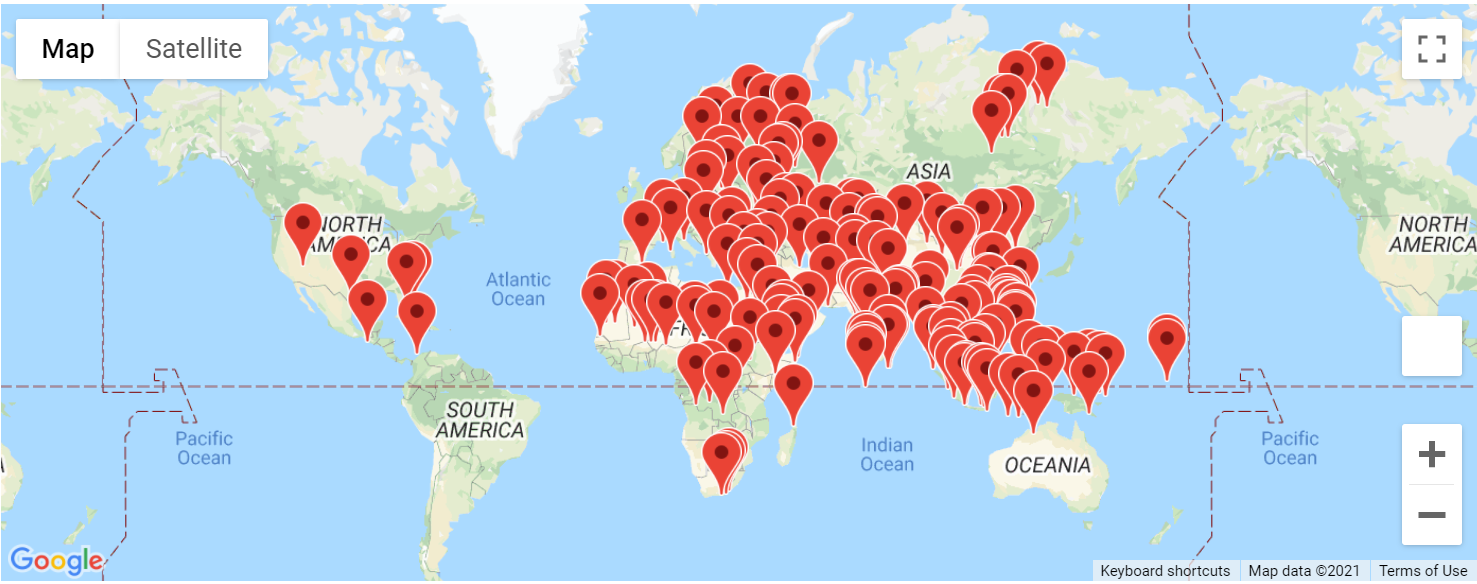 Map
Satellite
ASIA
NORTH
AMERICA
NORTH
AMERICA
Atlantic
Ocean
SOUTH
AMERICA
Pacific
Ocean
Indian
Ocean
OCEANIA
Pacific
Ocean
Google
Keyboard shortcuts
Map data ©2021
Terms of Use